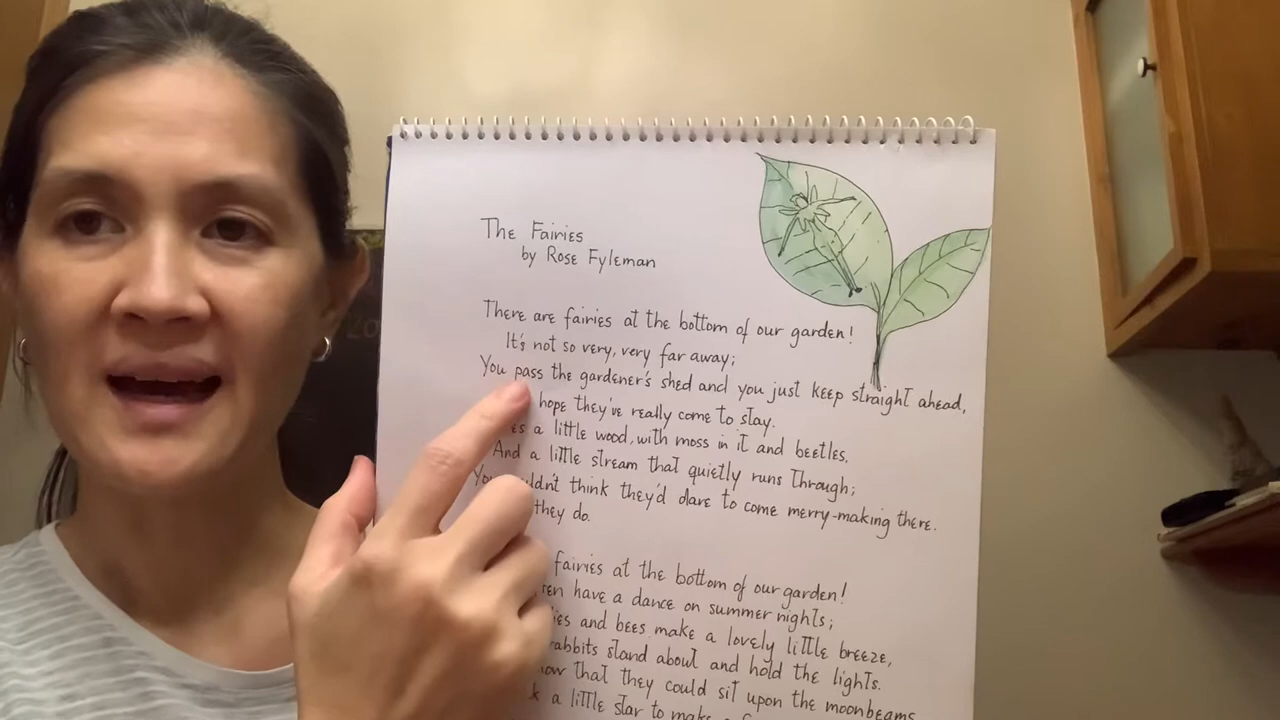 The Fairies
by Rose Fyleman
There are fairies at the bottom of our garden!
It's not so very, very far away;
You pass the gardener's shed and you just keep straight ahead,
hope they've really come to stay.
a little wood, with moss in it and beetles,
And a little stream that quietly runs through;
think they'd dare to come merry-making there.
they do.
fairies at the bottom of our garden!
have a dance on summer nights;
and bees make a lovely little breeze,
rabbits stand about and hold the lights.
that they could sit upon the moonbeams
a little star to make a